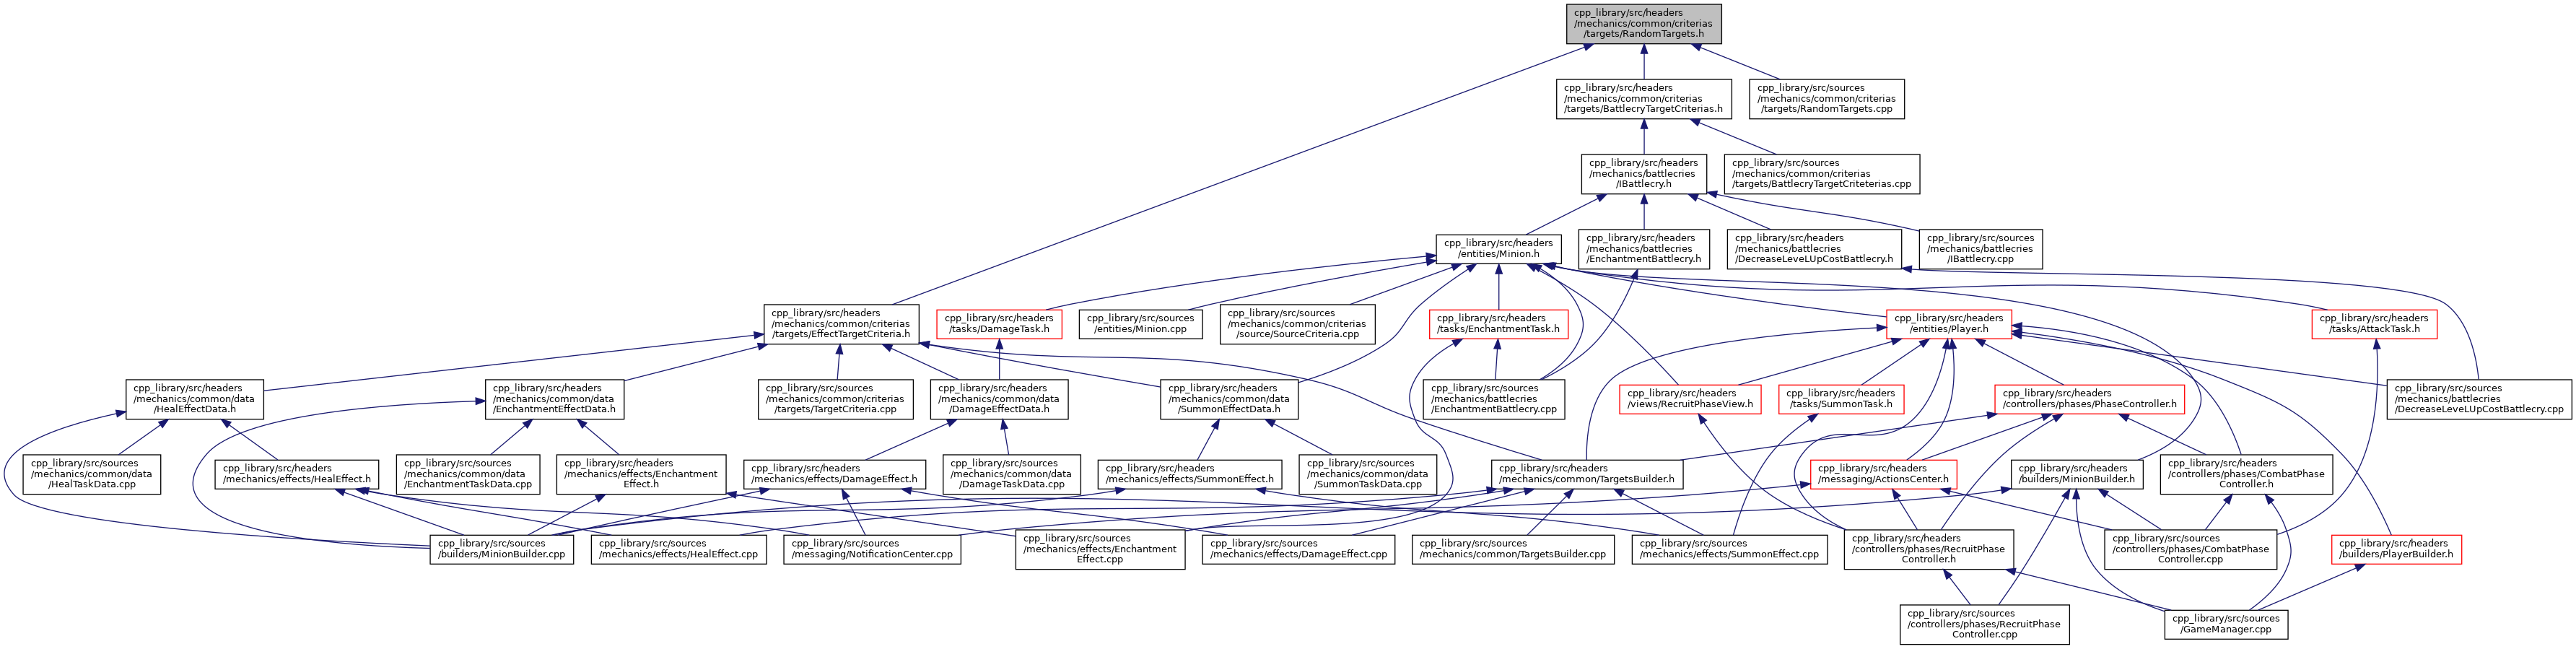 cpp_library/src/headers
/mechanics/common/criterias
/targets/RandomTargets.h
cpp_library/src/headers
/mechanics/common/criterias
/targets/BattlecryTargetCriterias.h
cpp_library/src/sources
/mechanics/common/criterias
/targets/RandomTargets.cpp
cpp_library/src/headers
/mechanics/battlecries
/IBattlecry.h
cpp_library/src/sources
/mechanics/common/criterias
/targets/BattlecryTargetCriteterias.cpp
cpp_library/src/headers
/entities/Minion.h
cpp_library/src/headers
/mechanics/battlecries
/EnchantmentBattlecry.h
cpp_library/src/headers
/mechanics/battlecries
/DecreaseLeveLUpCostBattlecry.h
cpp_library/src/sources
/mechanics/battlecries
/IBattlecry.cpp
cpp_library/src/headers
/mechanics/common/criterias
/targets/EffectTargetCriteria.h
cpp_library/src/headers
/tasks/DamageTask.h
cpp_library/src/sources
/entities/Minion.cpp
cpp_library/src/sources
/mechanics/common/criterias
/source/SourceCriteria.cpp
cpp_library/src/headers
/tasks/EnchantmentTask.h
cpp_library/src/headers
/entities/Player.h
cpp_library/src/headers
/tasks/AttackTask.h
cpp_library/src/headers
/mechanics/common/data
/HealEffectData.h
cpp_library/src/headers
/mechanics/common/data
/EnchantmentEffectData.h
cpp_library/src/sources
/mechanics/common/criterias
/targets/TargetCriteria.cpp
cpp_library/src/headers
/mechanics/common/data
/DamageEffectData.h
cpp_library/src/headers
/mechanics/common/data
/SummonEffectData.h
cpp_library/src/sources
/mechanics/battlecries
/EnchantmentBattlecry.cpp
cpp_library/src/headers
/views/RecruitPhaseView.h
cpp_library/src/headers
/tasks/SummonTask.h
cpp_library/src/headers
/controllers/phases/PhaseController.h
cpp_library/src/sources
/mechanics/battlecries
/DecreaseLeveLUpCostBattlecry.cpp
cpp_library/src/sources
/mechanics/common/data
/HealTaskData.cpp
cpp_library/src/headers
/mechanics/effects/HealEffect.h
cpp_library/src/sources
/mechanics/common/data
/EnchantmentTaskData.cpp
cpp_library/src/headers
/mechanics/effects/Enchantment
Effect.h
cpp_library/src/headers
/mechanics/effects/DamageEffect.h
cpp_library/src/sources
/mechanics/common/data
/DamageTaskData.cpp
cpp_library/src/headers
/mechanics/effects/SummonEffect.h
cpp_library/src/sources
/mechanics/common/data
/SummonTaskData.cpp
cpp_library/src/headers
/mechanics/common/TargetsBuilder.h
cpp_library/src/headers
/messaging/ActionsCenter.h
cpp_library/src/headers
/builders/MinionBuilder.h
cpp_library/src/headers
/controllers/phases/CombatPhase
Controller.h
cpp_library/src/sources
/builders/MinionBuilder.cpp
cpp_library/src/sources
/mechanics/effects/HealEffect.cpp
cpp_library/src/sources
/messaging/NotificationCenter.cpp
cpp_library/src/sources
/mechanics/effects/Enchantment
Effect.cpp
cpp_library/src/sources
/mechanics/effects/DamageEffect.cpp
cpp_library/src/sources
/mechanics/common/TargetsBuilder.cpp
cpp_library/src/sources
/mechanics/effects/SummonEffect.cpp
cpp_library/src/headers
/controllers/phases/RecruitPhase
Controller.h
cpp_library/src/sources
/controllers/phases/CombatPhase
Controller.cpp
cpp_library/src/headers
/builders/PlayerBuilder.h
cpp_library/src/sources
/controllers/phases/RecruitPhase
Controller.cpp
cpp_library/src/sources
/GameManager.cpp